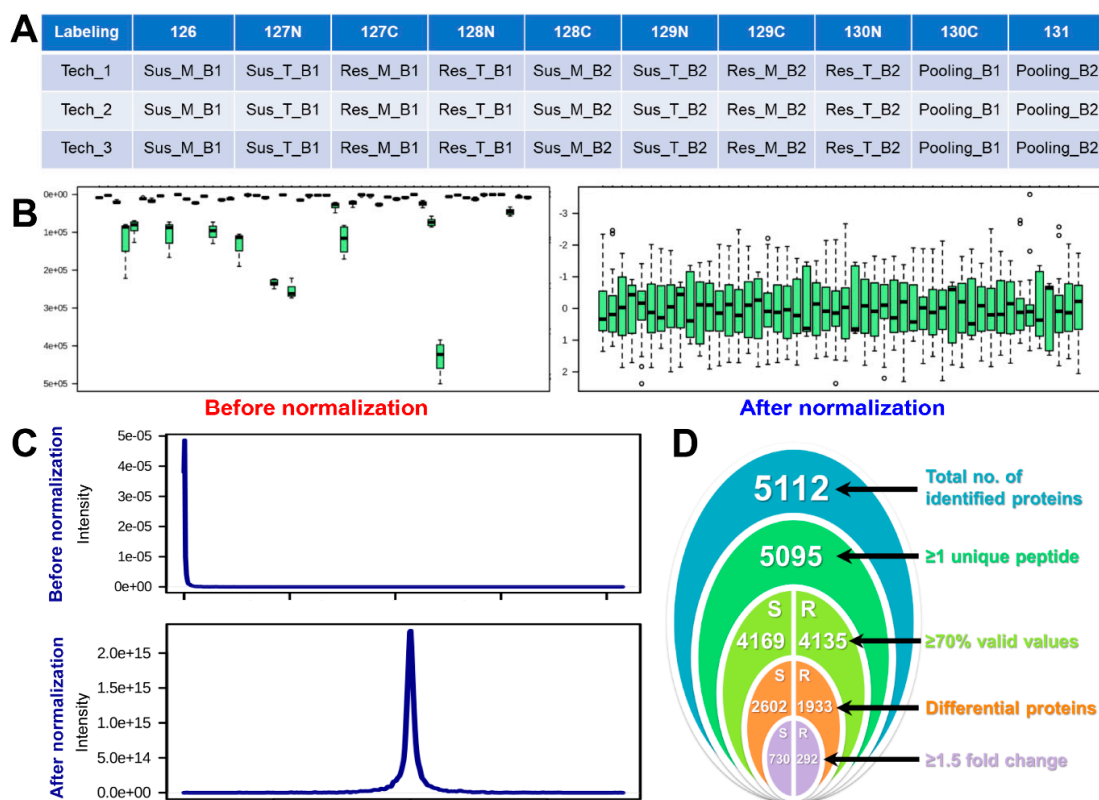 A
Labeling 126 127N 127C 128N 128C 129N 129C 130N 130C 131
Tech_1 Sus_M_B1 Sus_T_B1 Res_M_B1 Res_T_B1 Sus_M_B2 Sus_T_B2 Res_M_B2 Res_T_B2 Pooling_B1 Pooling_B2
Tech_2 Sus_M_B1 Sus_T_B1 Res_M_B1 Res_T_B1 Sus_M_B2 Sus_T_B2 Res_M_B2 Res_T_B2 Pooling_B1 Pooling_B2
Tech_3 Sus_M_B1 Sus_T_B1 Res_M_B1 Res_T_B1 Sus_M_B2 Sus_T_B2 Res_M_B2 Res_T_B2 Pooling_B1 Pooling_B2
B
0e+00
1e+05
2e+05
3e+05
4e+05
5e+05
Before normalization
-3
-2
-1
0
1
2
After normalization
C
Before normalization
Intensity
5e-05
4e-05
3e-05
2e-05
1e-05
0e+00
After normalization
Intensity
2.0e+15
1.5e+15
1.0e+15
5.0e+14
0.0e+00
D
5112
Total no. of
identified proteins
5095
≥1 unique peptide
S R
4169 4135
≥70% valid values
S R
2602 1933
Differential proteins
S R
730 292
≥1.5 fold change